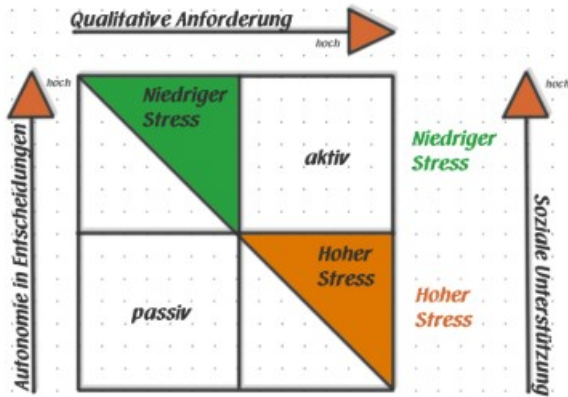 Qualitative Anforderung
hoch
hoch
hoch
Niedriger
Stress
aktiv
Niedriger
Stress
Autonomie in Entscheidungen
Soziale Unterstützung
passiv
Hoher
Stress
Hoher
Stress